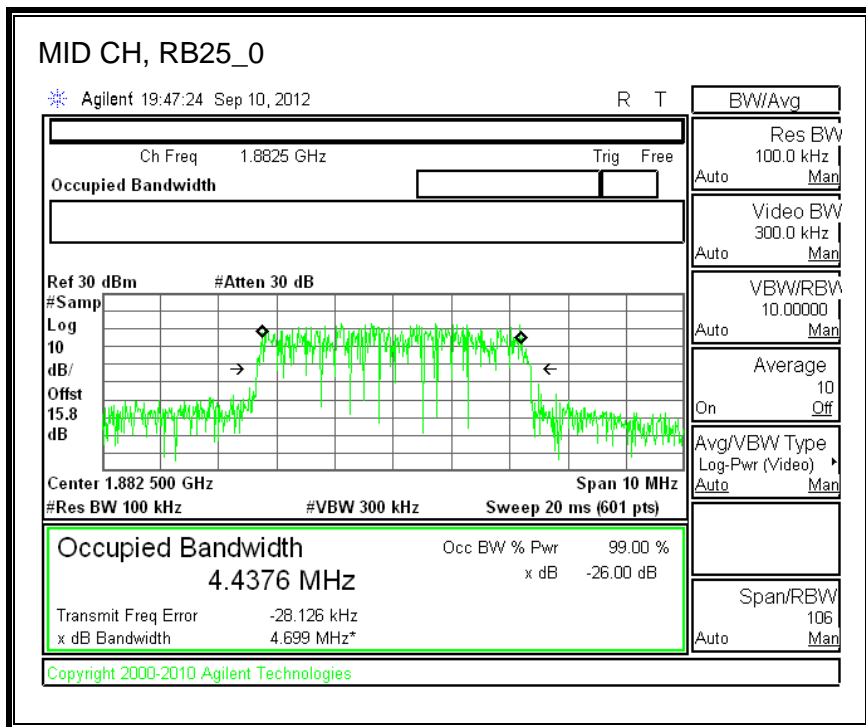 MID CH, RB25_0
Agilent 19:47:24 Sep 10, 2012 R T
Ch Freq 1.8825 GHz Trig Free
Occupied Bandwidth
Ref 30 dBm #Atten 30 dB
#Samp
Log
10
dB/
Offst
15.8
dB
Center 1.882 500 GHz Span 10 MHz
#Res BW 100 kHz #VBW 300 kHz Sweep 20 ms (601 pts)
Occupied Bandwidth Occ BW % Pwr 99.00 %
4.4376 MHz x dB -26.00 dB
Transmit Freq Error -28.126 kHz
x dB Bandwidth 4.699 MHz*
Copyright 2000-2010 Agilent Technologies
BW/Avg
Res BW
100.0 kHz
Auto Man
Video BW
300.0 kHz
Auto Man
VBW/RBW
10.00000
Auto Man
Average
10
On Off
Avg/VBW Type
Log-Pwr (Video)
Auto Man
Span/RBW
106
Auto Man